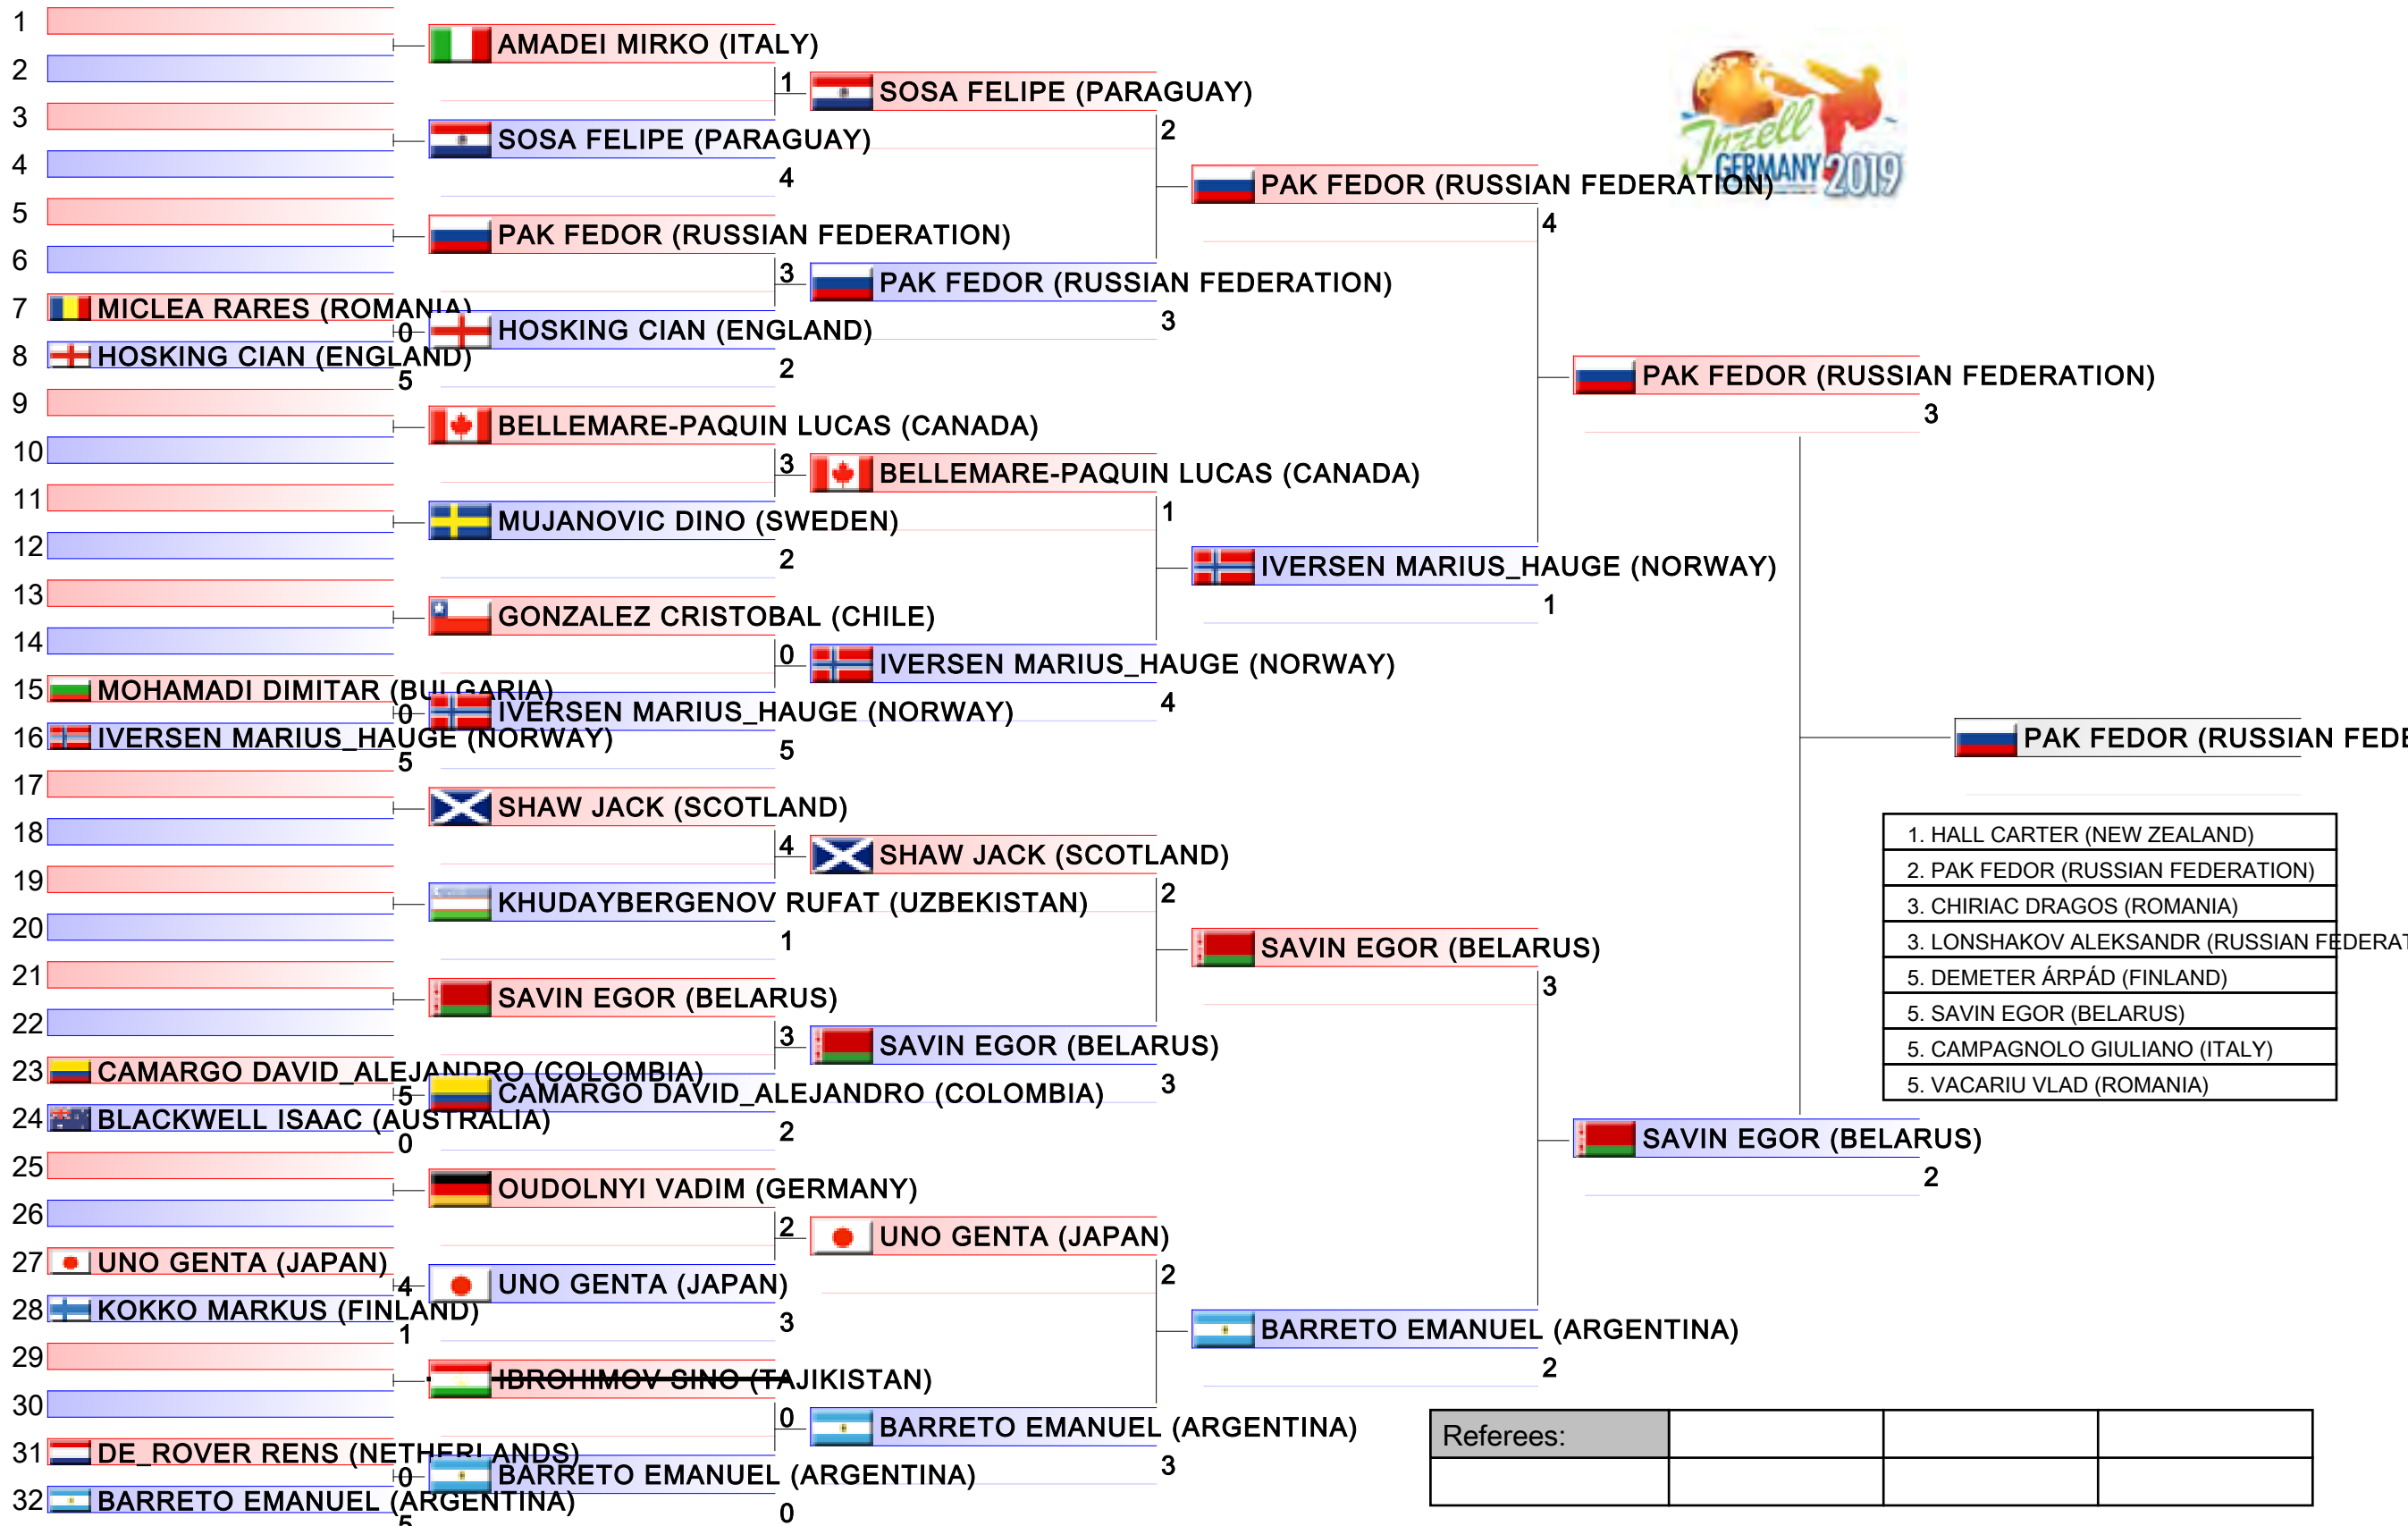 1
AMADEI MIRKO (ITALY)
2
1
SOSA FELIPE (PARAGUAY)
3
2
SOSA FELIPE (PARAGUAY)
4
4
PAK FEDOR (RUSSIAN FEDERATION)
Inzell
GERMANY 2019
5
4
PAK FEDOR (RUSSIAN FEDERATION)
6
3
PAK FEDOR (RUSSIAN FEDERATION)
7
MICLEA RARES (ROMANIA)
3
0
HOSKING CIAN (ENGLAND)
8
HOSKING CIAN (ENGLAND)
5
2
PAK FEDOR (RUSSIAN FEDERATION)
3
9
BELLEMARE-PAQUIN LUCAS (CANADA)
10
3
BELLEMARE-PAQUIN LUCAS (CANADA)
11
1
MUJANOVIC DINO (SWEDEN)
12
2
IVERSEN MARIUS_HAUGE (NORWAY)
13
1
GONZALEZ CRISTOBAL (CHILE)
14
0
IVERSEN MARIUS_HAUGE (NORWAY)
15
MOHAMADI DIMITAR (BULGARIA)
4
0
IVERSEN MARIUS_HAUGE (NORWAY)
16
IVERSEN MARIUS_HAUGE (NORWAY)
5
5
PAK FEDOR (RUSSIAN FEDE
17
SHAW JACK (SCOTLAND)
18
4
SHAW JACK (SCOTLAND)
1. HALL CARTER (NEW ZEALAND)
2. PAK FEDOR (RUSSIAN FEDERATION)
3. CHIRIAC DRAGOS (ROMANIA)
3. LONSHAKOV ALEKSANDR (RUSSIAN FEDERAT
5. DEMETER ÁRPÁD (FINLAND)
5. SAVIN EGOR (BELARUS)
5. CAMPAGNOLO GIULIANO (ITALY)
5. VACARIU VLAD (ROMANIA)
19
2
KHUDAYBERGENOV RUFAT (UZBEKISTAN)
20
1
SAVIN EGOR (BELARUS)
21
3
SAVIN EGOR (BELARUS)
22
3
SAVIN EGOR (BELARUS)
23
CAMARGO DAVID_ALEJANDRO (COLOMBIA)
3
5
CAMARGO DAVID_ALEJANDRO (COLOMBIA)
24
BLACKWELL ISAAC (AUSTRALIA)
0
2
SAVIN EGOR (BELARUS)
2
25
OUDOLNYI VADIM (GERMANY)
26
2
UNO GENTA (JAPAN)
27
UNO GENTA (JAPAN)
2
4
UNO GENTA (JAPAN)
28
KOKKO MARKUS (FINLAND)
1
3
BARRETO EMANUEL (ARGENTINA)
2
29
IBROHIMOV SINO (TAJIKISTAN)
30
0
BARRETO EMANUEL (ARGENTINA)
3
31
DE_ROVER RENS (NETHERLANDS)
0
BARRETO EMANUEL (ARGENTINA)
32
BARRETO EMANUEL (ARGENTINA)
5
0
Referees: